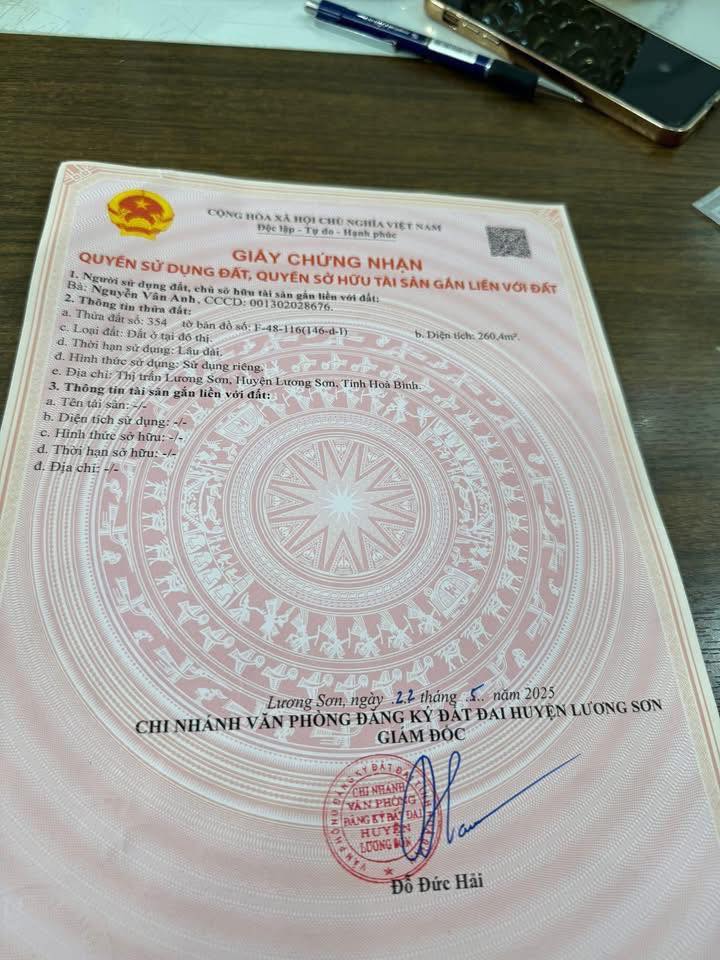 CỘNG HÒA XÃ HỘI CHỦ NGHĨA VIỆT NAM
Độc lập - Tự do - Hạnh phúc
GIẤY CHỨNG NHẬN
QUYỀN SỬ DỤNG ĐẤT, QUYỀN SỞ HỮU TÀI SẢN GẮN LIỀN VỚI ĐẤT
1. Người sử dụng đất, chủ sở hữu tài sản gắn liền với đất:
Bà: Nguyễn Vân Anh, CCCD: 001302028676.
2. Thông tin thửa đất:
a. Thửa đất số: 354 tờ bản đồ số: F-48-116(146-d-1) b. Diện tích: 260,4m².
c. Loại đất: Đất ở tại đô thị.
d. Thời hạn sử dụng: Lâu dài.
đ. Hình thức sử dụng: Sử dụng riêng.
e. Địa chỉ: Thị trấn Lương Sơn, Huyện Lương Sơn, Tỉnh Hoà Bình.
3. Thông tin tài sản gắn liền với đất:
a. Tên tài sản: -/-
b. Diện tích sử dụng: -/-
c. Hình thức sở hữu: -/-
d. Thời hạn sở hữu: -/-
đ. Địa chỉ: -/-
Lương Sơn, ngày .22 tháng .5.. năm 2025
CHI NHÁNH VĂN PHÒNG ĐĂNG KÝ ĐẤT ĐAI HUYỆN LƯƠNG SƠN
GIÁM ĐỐC
CHI NHÁNH
VĂN PHÒNG
ĐĂNG KÝ ĐẤT ĐAI
HUYỆN
LƯƠNG SƠN
Đỗ Đức Hải